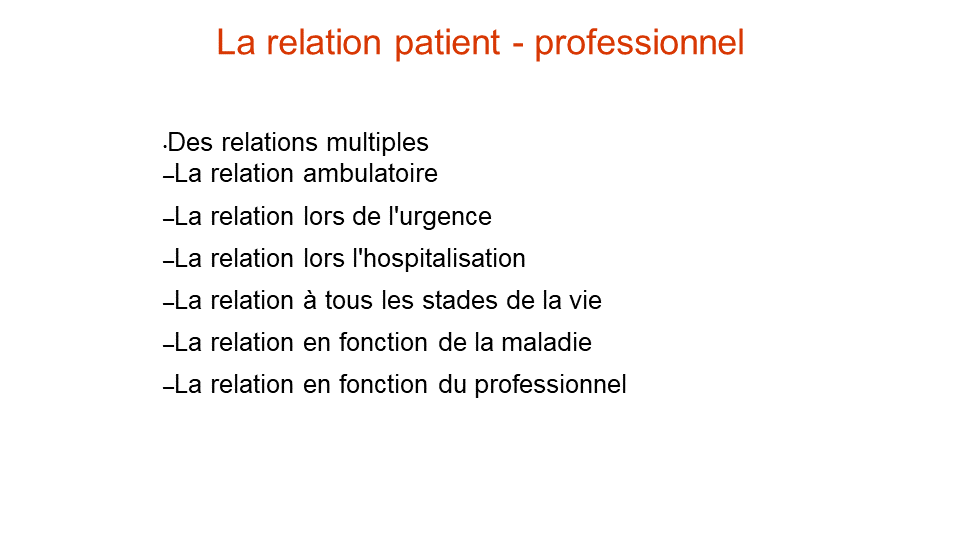 La relation patient - professionnel
•Des relations multiples
–La relation ambulatoire
–La relation lors de l'urgence
–La relation lors l'hospitalisation
–La relation à tous les stades de la vie
–La relation en fonction de la maladie
–La relation en fonction du professionnel